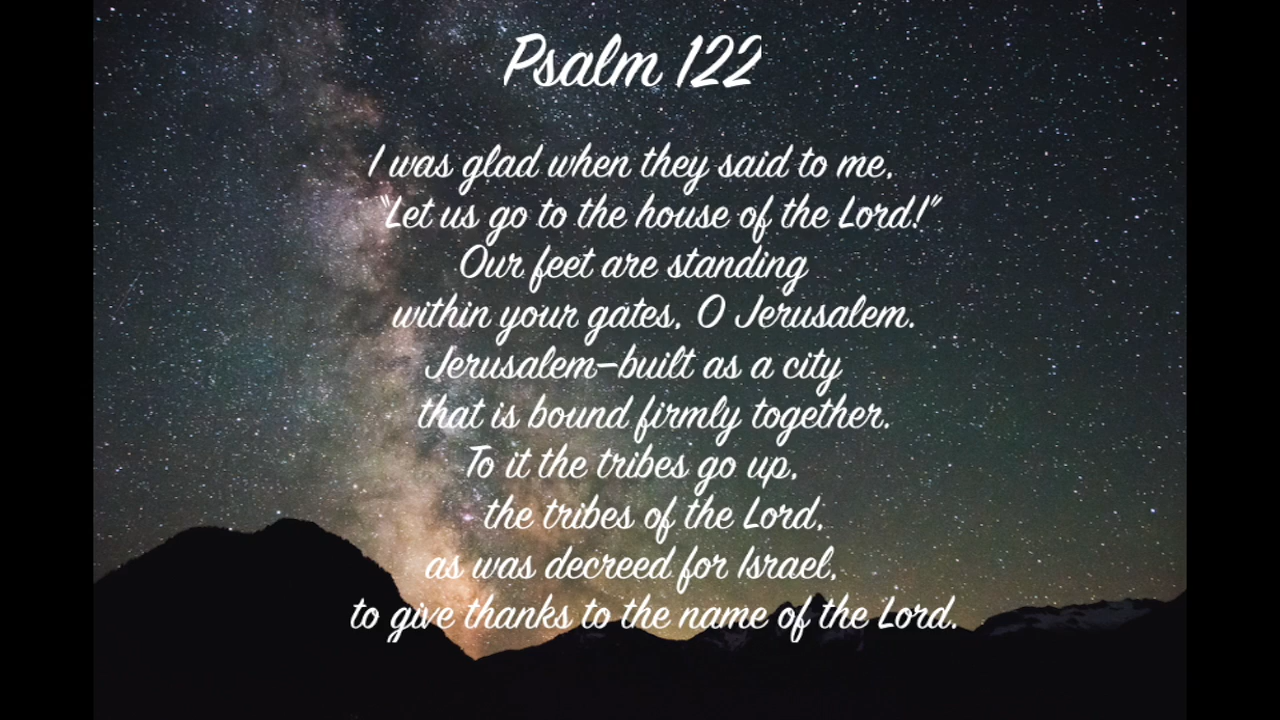 Psalm 122
I was glad when they said to me,
“Let us go to the house of the Lord!”
Our feet are standing
within your gates, O Jerusalem.
Jerusalem—built as a city
that is bound firmly together.
To it the tribes go up,
the tribes of the Lord,
as was decreed for Israel,
to give thanks to the name of the Lord.